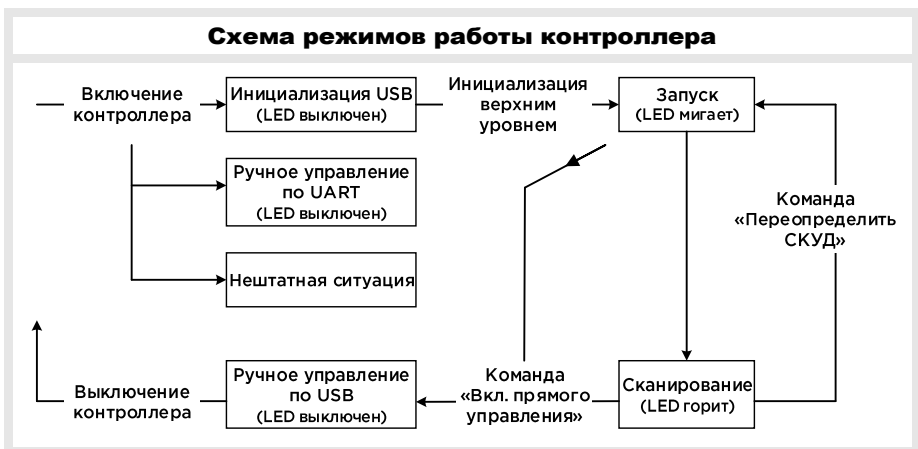 Схема режимов работы контроллера
Включение
контроллера
Инициализация USB
(LED выключен)
Инициализация
верхним
уровнем
Запуск
(LED мигает)
Ручное управление
по UART
(LED выключен)
Команда
«Переопределить
СКУД»
Нештатная ситуация
Выключение
контроллера
Ручное управление
по USB
(LED выключен)
Команда
«Вкл. прямого
управления»
Сканирование
(LED горит)